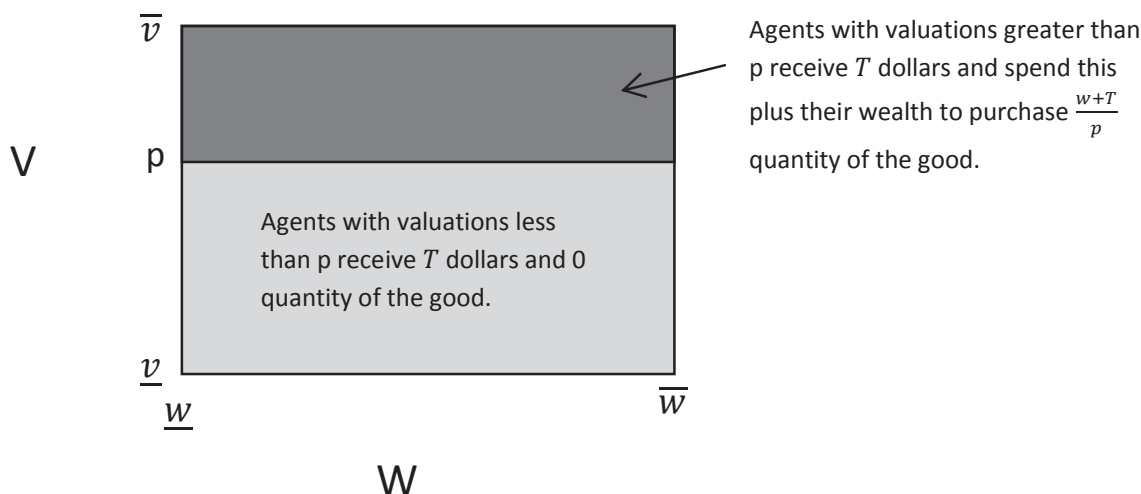 v̅
Agents with valuations greater than
p receive T dollars and spend this
plus their wealth to purchase (w+T)/p
quantity of the good.
V
p
Agents with valuations less
than p receive T dollars and 0
quantity of the good.
v̲
w̲
w̅
W